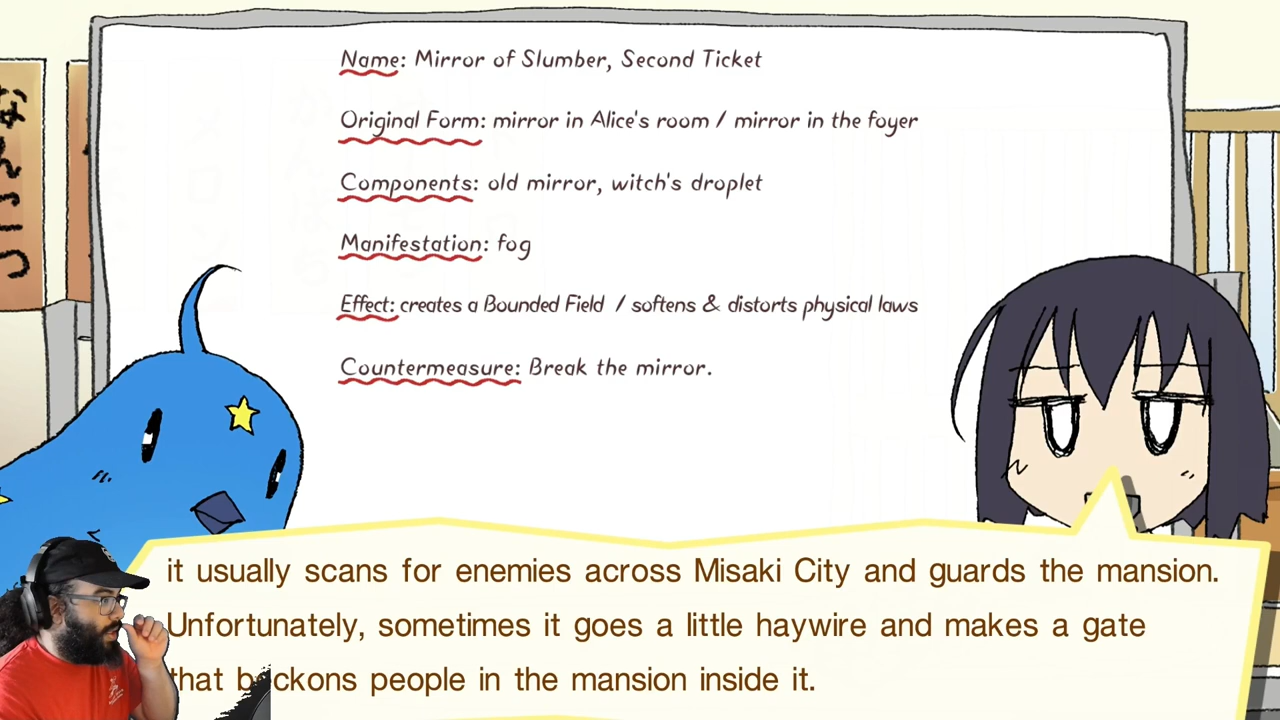 Name: Mirror of Slumber, Second Ticket
Original Form: mirror in Alice's room / mirror in the foyer
Components: old mirror, witch's droplet
Manifestation: fog
Effect: creates a Bounded Field / softens & distorts physical laws
Countermeasure: Break the mirror.
it usually scans for enemies across Misaki City and guards the mansion.
Unfortunately, sometimes it goes a little haywire and makes a gate
that beckons people in the mansion inside it.